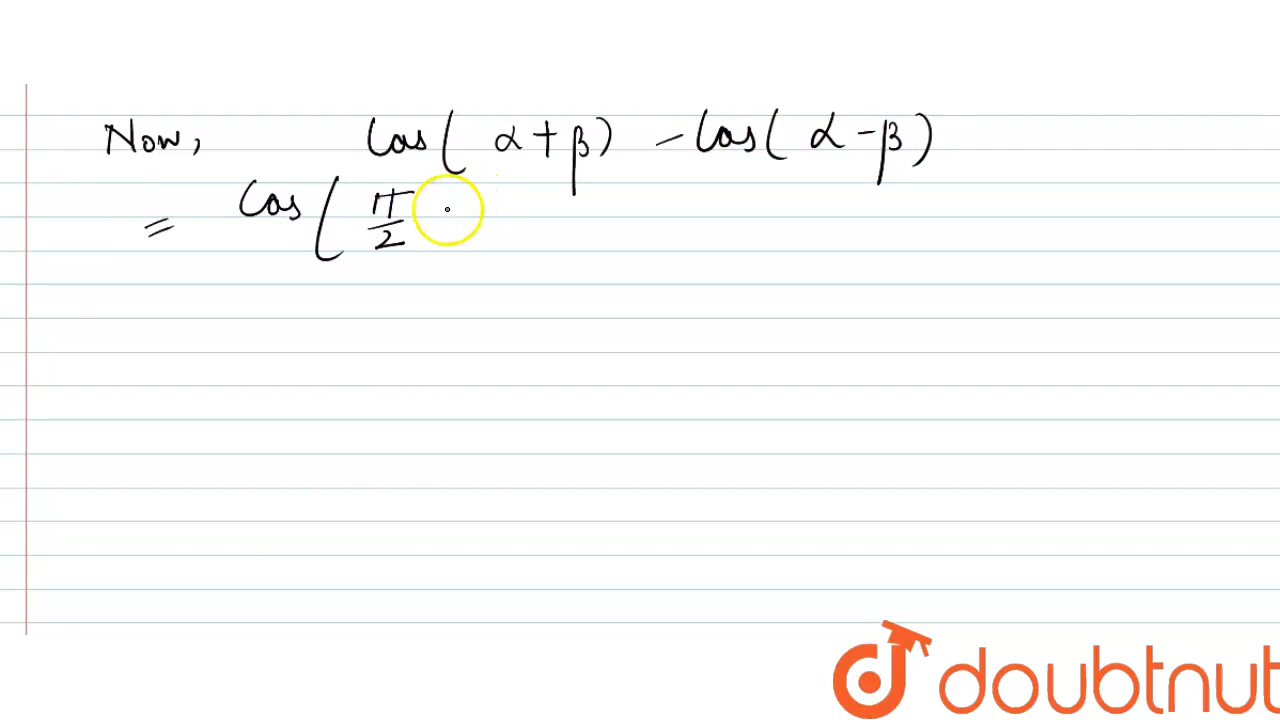 Now, Cos( α+β) - Cos( α-β)
= Cos( π/2
doubtnut